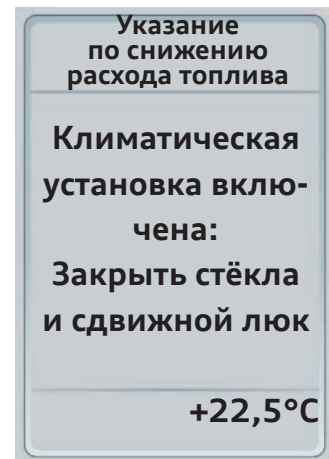 Указание
по снижению
расхода топлива
Климатическая
установка вклю-
чена:
Закрыть стёкла
и сдвижной люк
+22,5°C